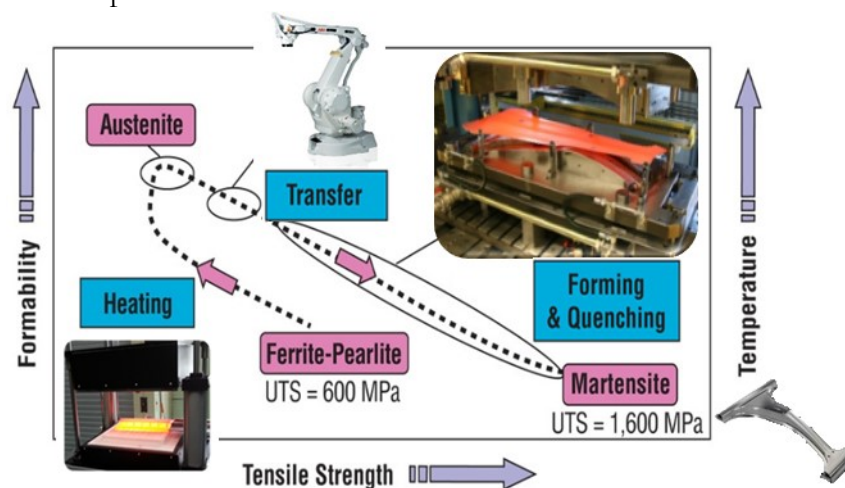 Austenite
Transfer
Heating
Forming
& Quenching
Ferrite-Pearlite
UTS = 600 MPa
Martensite
UTS = 1,600 MPa
Formability
Temperature
Tensile Strength